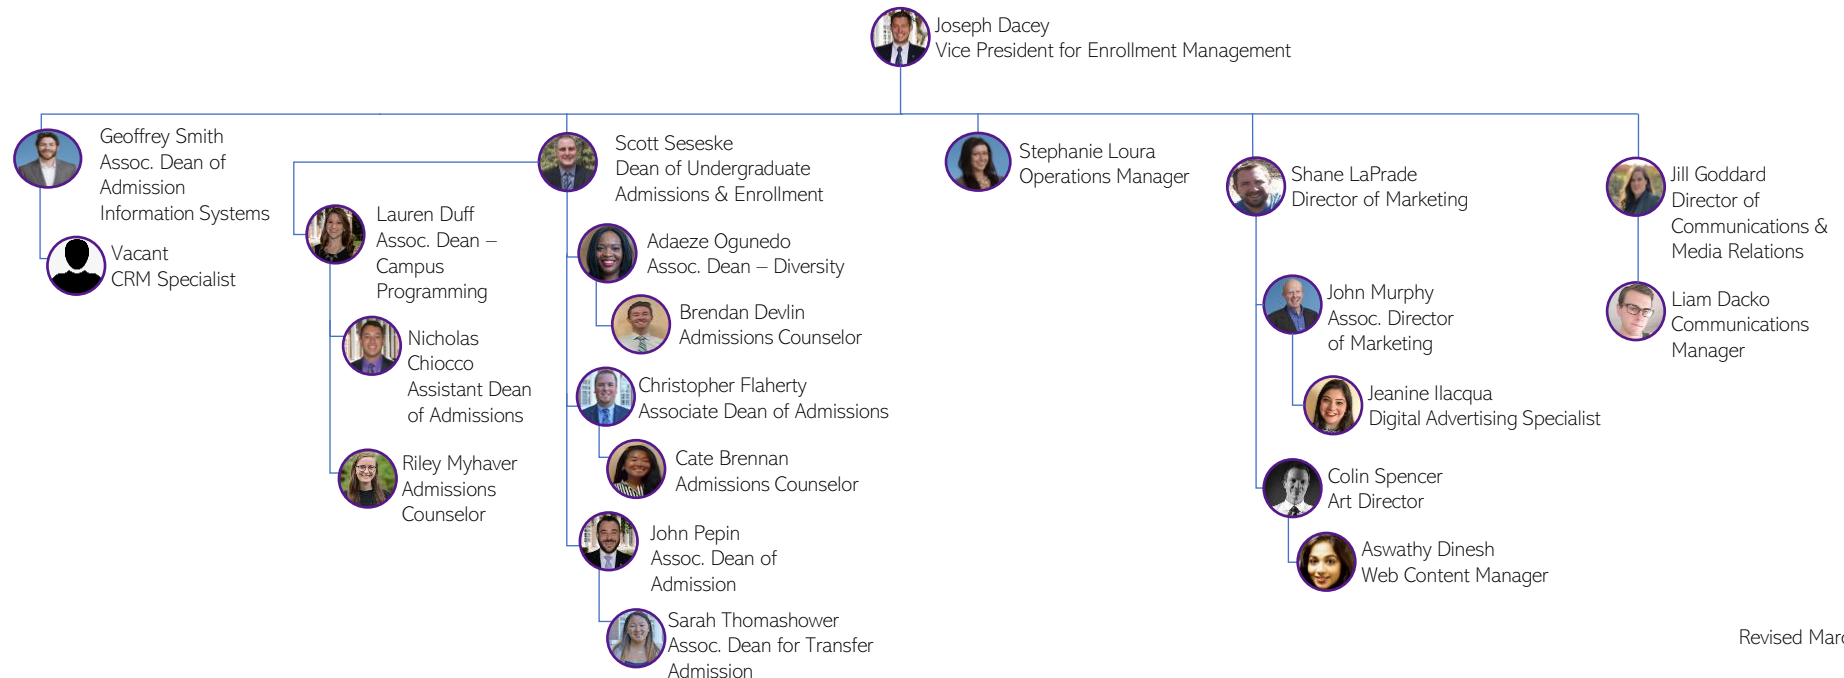 Joseph Dacey
Vice President for Enrollment Management
Geoffrey Smith
Assoc. Dean of
Admission
Information Systems
Vacant
CRM Specialist
Scott Seseske
Dean of Undergraduate
Admissions & Enrollment
Lauren Duff
Assoc. Dean –
Campus
Programming
Nicholas
Chiocco
Assistant Dean
of Admissions
Riley Myhaver
Admissions
Counselor
Adaeze Ogunedo
Assoc. Dean – Diversity
Brendan Devlin
Admissions Counselor
Christopher Flaherty
Associate Dean of Admissions
Cate Brennan
Admissions Counselor
John Pepin
Assoc. Dean of
Admission
Sarah Thomashower
Assoc. Dean for Transfer
Admission
Stephanie Loura
Operations Manager
Shane LaPrade
Director of Marketing
John Murphy
Assoc. Director
of Marketing
Jeanine Ilacqua
Digital Advertising Specialist
Colin Spencer
Art Director
Aswathy Dinesh
Web Content Manager
Jill Goddard
Director of
Communications &
Media Relations
Liam Dacko
Communications
Manager
Revised